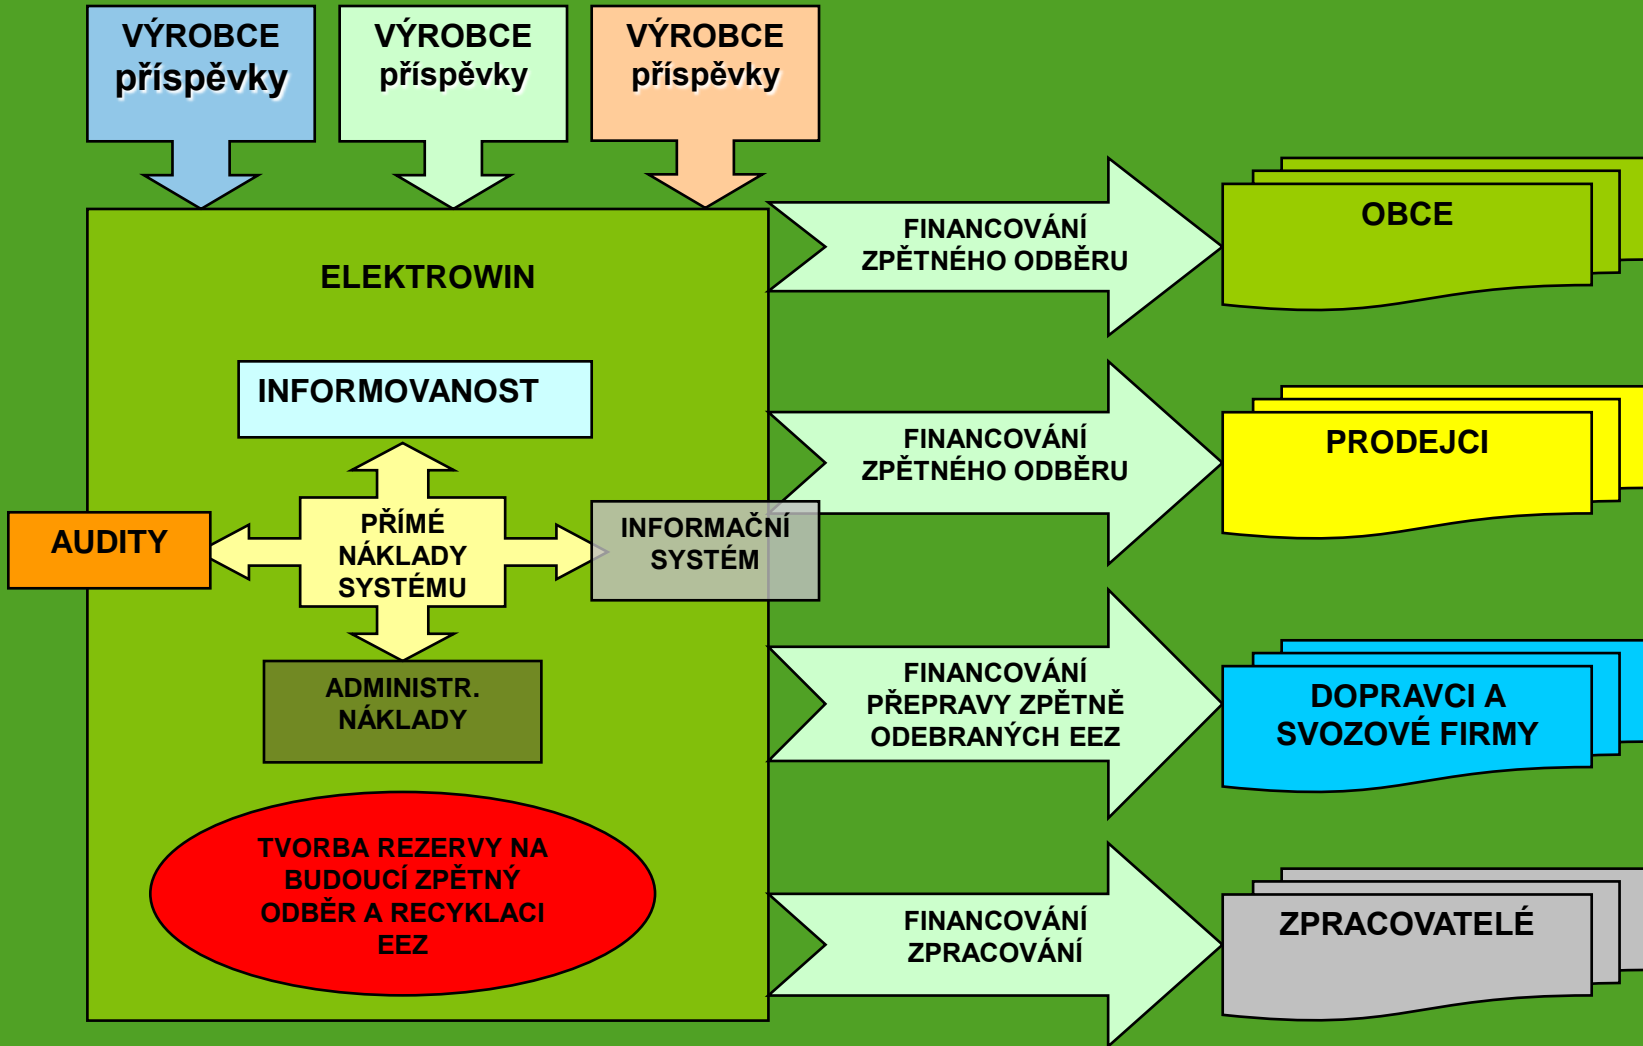 VÝROBCE
příspěvky
VÝROBCE
příspěvky
VÝROBCE
příspěvky
ELEKTROWIN
INFORMOVANOST
AUDITY
PŘÍMÉ
NÁKLADY
SYSTÉMU
INFORMAČNÍ
SYSTÉM
ADMINISTR.
NÁKLADY
TVORBA REZERVY NA
BUDOUCÍ ZPĚTNÝ
ODBĚR A RECYKLACI
EEZ
FINANCOVÁNÍ
ZPĚTNÉHO ODBĚRU
OBCE
FINANCOVÁNÍ
ZPĚTNÉHO ODBĚRU
PRODEJCI
FINANCOVÁNÍ
PŘEPRAVY ZPĚTNĚ
ODEBRANÝCH EEZ
DOPRAVCI A
SVOZOVÉ FIRMY
FINANCOVÁNÍ
ZPRACOVÁNÍ
ZPRACOVATELÉ